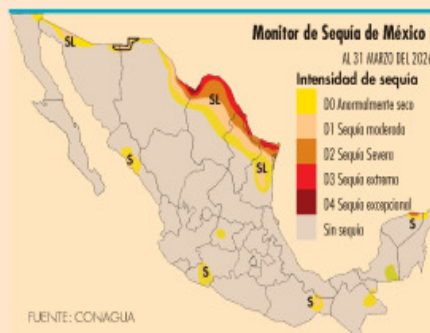 Monitor de Sequía de México
AL 31 MARZO DEL 2026
Intensidad de sequía
D0 Anormalmente seco
D1 Sequía moderada
D2 Sequía Severa
D3 Sequía extrema
D4 Sequía excepcional
Sin sequía
SL
SL
SL
S
S
S
S
FUENTE: CONAGUA